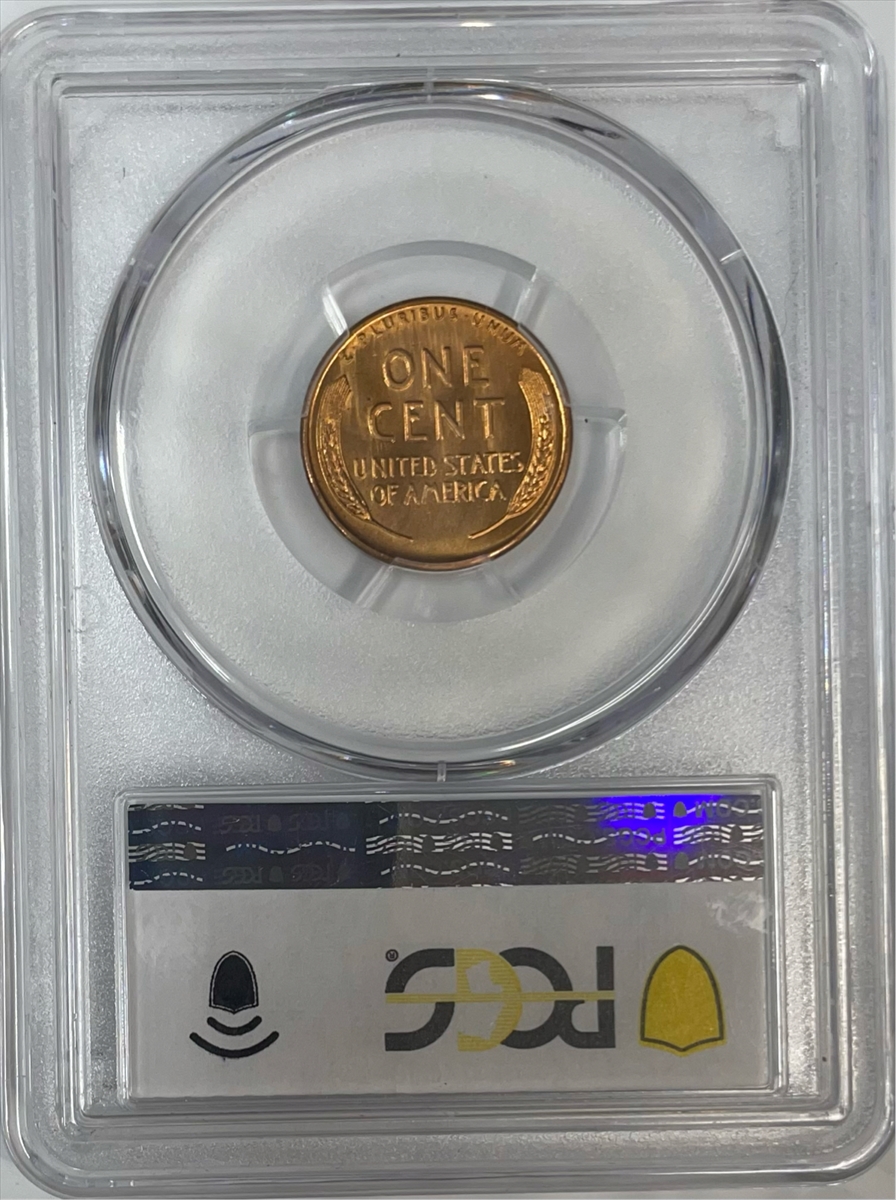 E · PLURIBUS · UNUM
ONE
CENT
UNITED STATES
OF AMERICA
PCGS
®